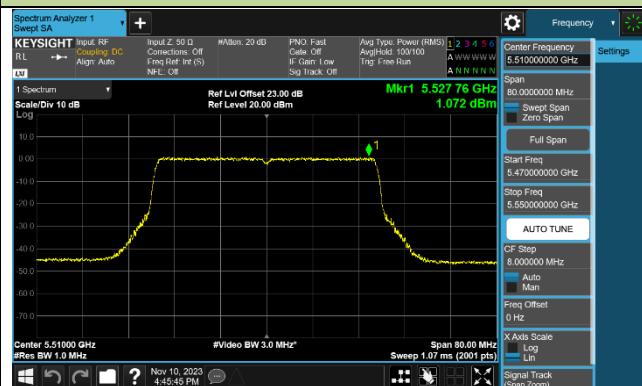 Spectrum Analyzer 1
Swept SA
Frequency
KEYSIGHT
RL
LXI
Input: RF
Coupling: DC
Align: Auto
Input Z: 50 Ω
Corrections: Off
Freq Ref: Int (S)
NFE: Off
#Atten: 20 dB
PNO: Fast
Gate: Off
IF Gain: Low
Sig Track: Off
Avg Type: Power (RMS)
Avg|Hold: 100/100
Trig: Free Run
1 2 3 4 5 6
A W W W W W
A N N N N N
1 Spectrum
Scale/Div 10 dB
Log
Ref Lvl Offset 23.00 dB
Ref Level 20.00 dBm
Mkr1 5.527 76 GHz
1.072 dBm
1
10.0
0.00
-10.0
-20.0
-30.0
-40.0
-50.0
-60.0
-70.0
Center 5.51000 GHz
#Res BW 1.0 MHz
#Video BW 3.0 MHz*
Span 80.00 MHz
Sweep 1.07 ms (2001 pts)
Center Frequency
5.510000000 GHz
Settings
Span
80.0000000 MHz
Swept Span
Zero Span
Full Span
Start Freq
5.470000000 GHz
Stop Freq
5.550000000 GHz
AUTO TUNE
CF Step
8.000000 MHz
Auto
Man
Freq Offset
0 Hz
X Axis Scale
Log
Lin
Signal Track
(Span Zoom)
Nov 10, 2023
4:45:45 PM